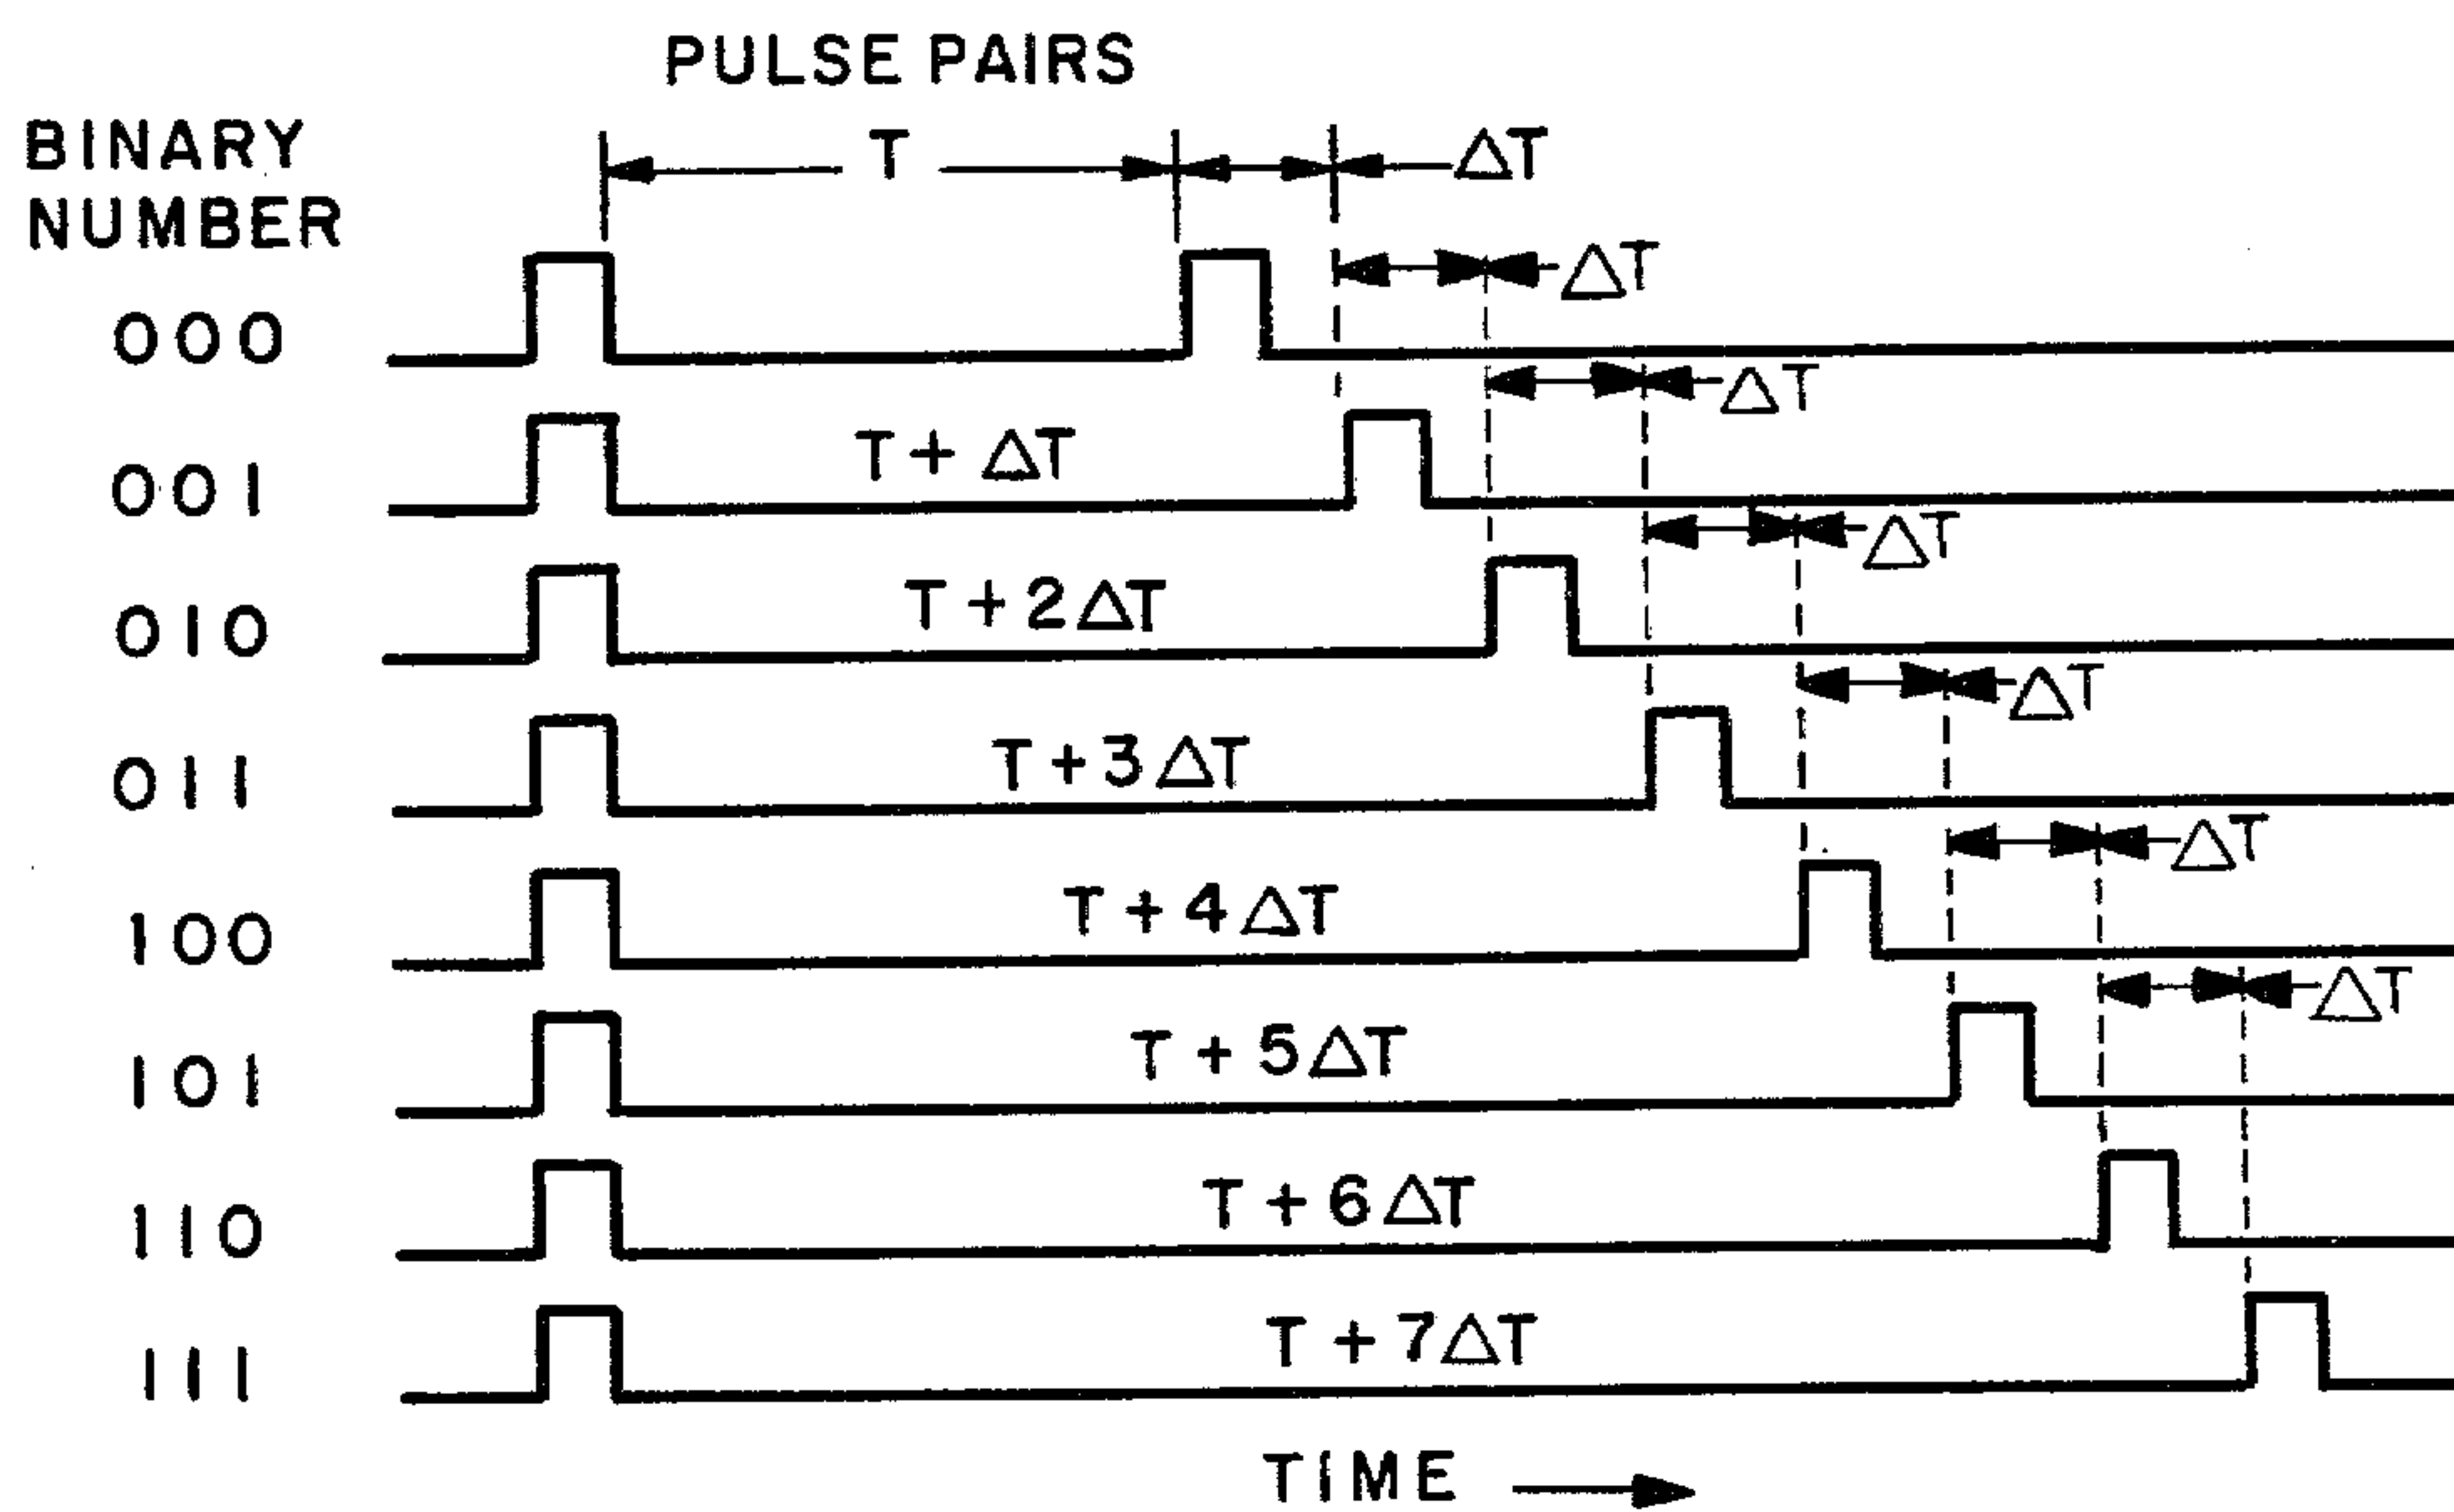 PULSE PAIRS
BINARY
NUMBER
T
ΔT
ΔT
000
ΔT
001
T + ΔT
ΔT
010
T + 2ΔT
ΔT
011
T + 3ΔT
ΔT
100
T + 4ΔT
ΔT
101
T + 5ΔT
110
T + 6ΔT
111
T + 7ΔT
TIME